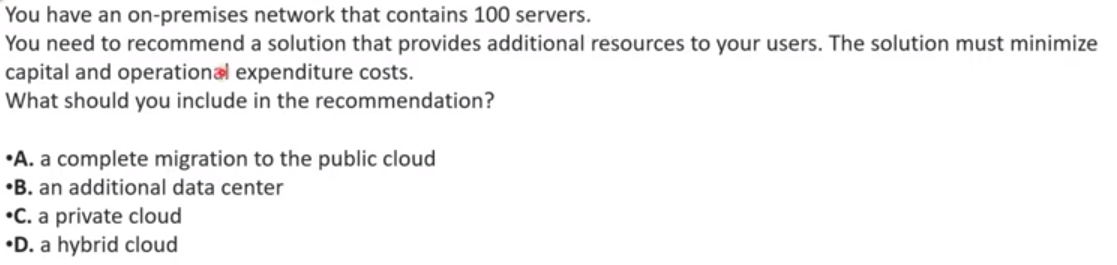 You have an on-premises network that contains 100 servers.
You need to recommend a solution that provides additional resources to your users. The solution must minimize
capital and operational expenditure costs.
What should you include in the recommendation?
•A. a complete migration to the public cloud
•B. an additional data center
•C. a private cloud
•D. a hybrid cloud